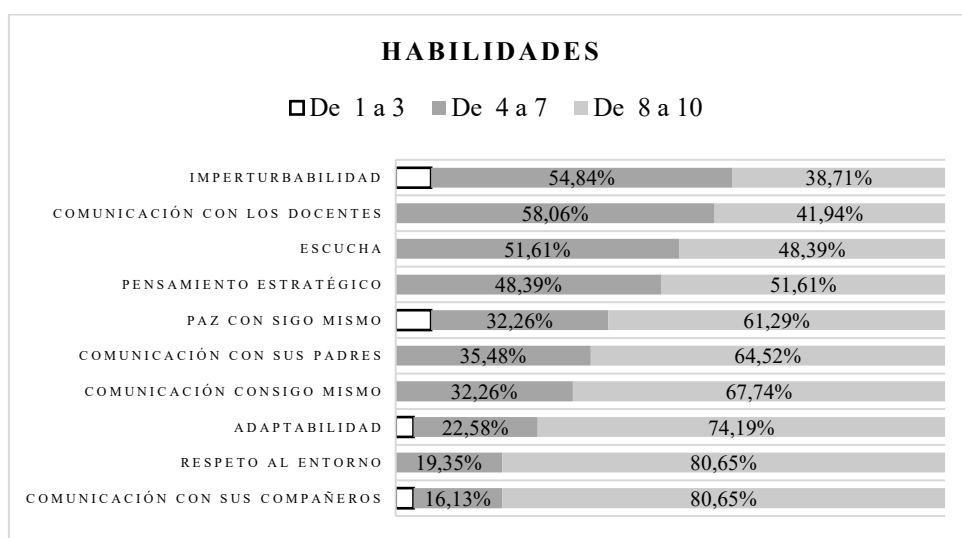 HABILIDADES
De 1 a 3 De 4 a 7 De 8 a 10
IMPERTURBABILIDAD 54,84% 38,71%
COMUNICACIÓN CON LOS DOCENTES 58,06% 41,94%
ESCUCHA 51,61% 48,39%
PENSAMIENTO ESTRATÉGICO 48,39% 51,61%
PAZ CON SIGO MISMO 32,26% 61,29%
COMUNICACIÓN CON SUS PADRES 35,48% 64,52%
COMUNICACIÓN CONSIGO MISMO 32,26% 67,74%
ADAPTABILIDAD 22,58% 74,19%
RESPETO AL ENTORNO 19,35% 80,65%
COMUNICACIÓN CON SUS COMPAÑEROS 16,13% 80,65%